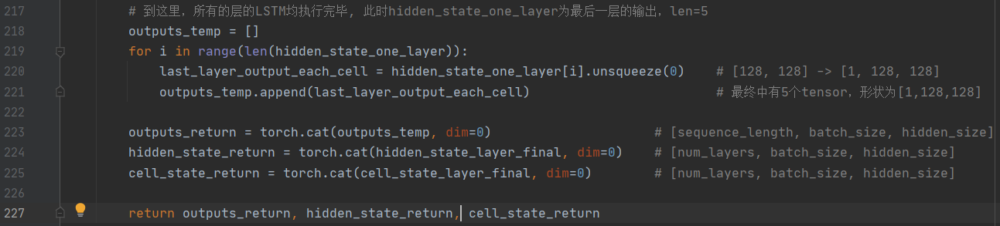 217 # 到这里，所有的层的LSTM均执行完毕, 此时hidden_state_one_layer为最后一层的输出，len=5
218 outputs_temp = []
219 for i in range(len(hidden_state_one_layer)):
220 last_layer_output_each_cell = hidden_state_one_layer[i].unsqueeze(0) # [128, 128] -> [1, 128, 128]
221 outputs_temp.append(last_layer_output_each_cell) # 最终中有5个tensor，形状为[1,128,128]
222
223 outputs_return = torch.cat(outputs_temp, dim=0) # [sequence_length, batch_size, hidden_size]
224 hidden_state_return = torch.cat(hidden_state_layer_final, dim=0) # [num_layers, batch_size, hidden_size]
225 cell_state_return = torch.cat(cell_state_layer_final, dim=0) # [num_layers, batch_size, hidden_size]
226
227 return outputs_return, hidden_state_return, cell_state_return